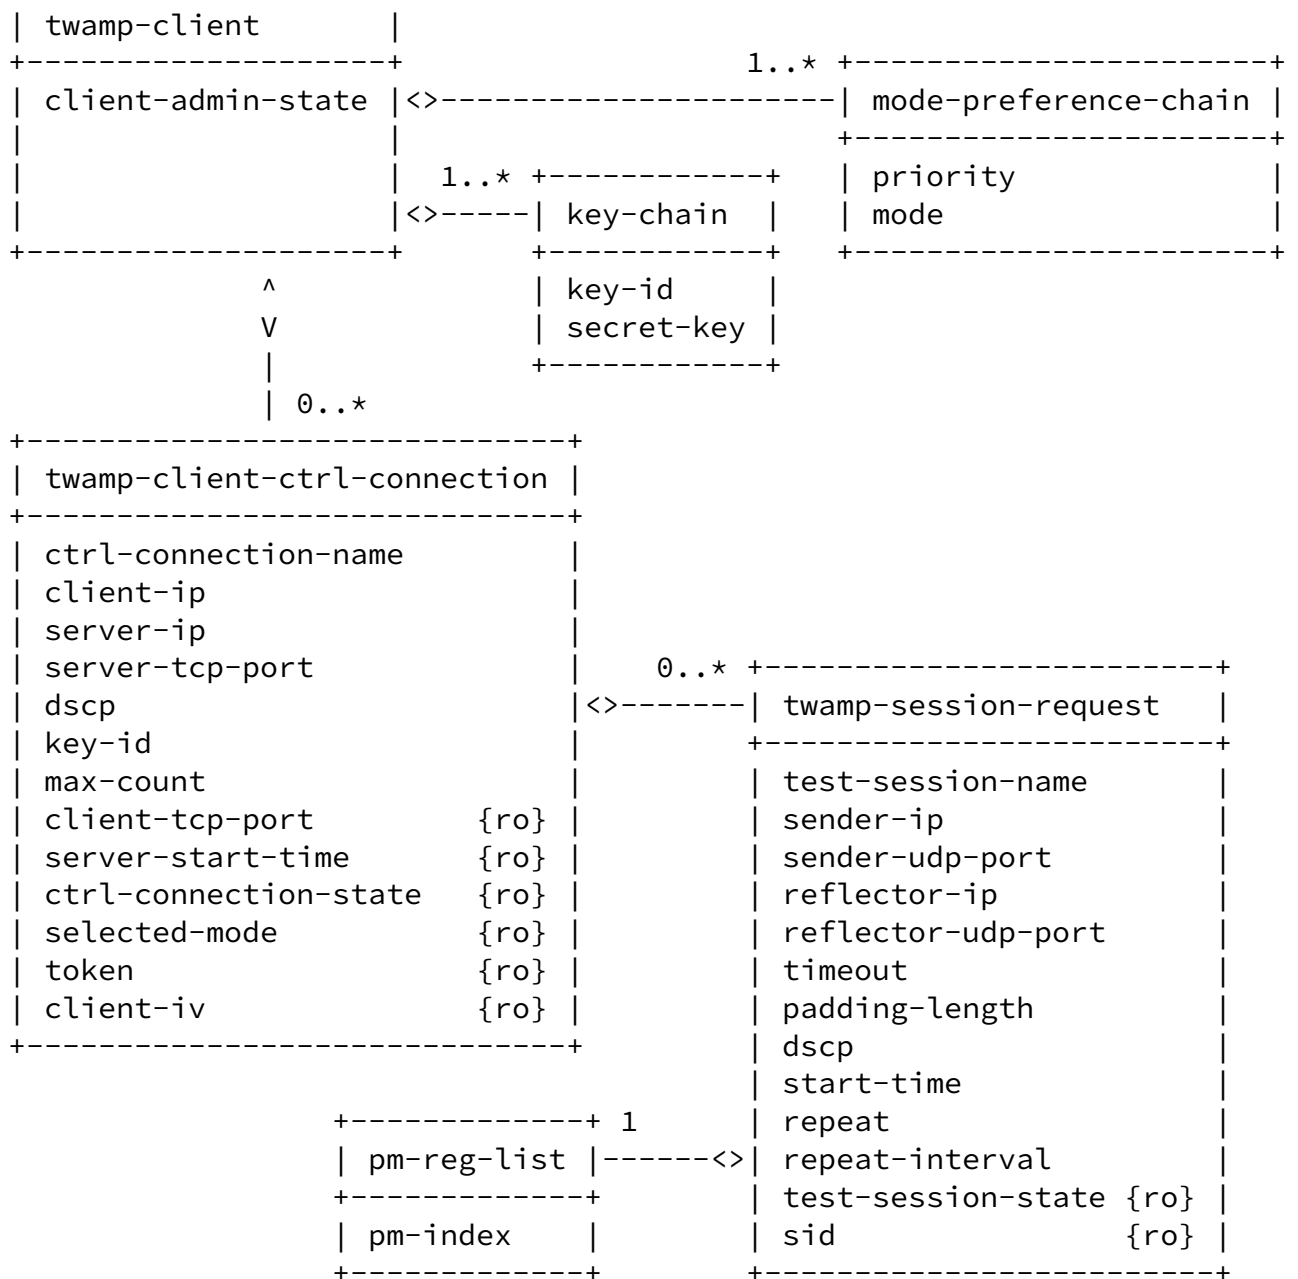 | twamp-client       |
+--------------------+                   1..* +-----------------------+
| client-admin-state |<>----------------------| mode-preference-chain |
|                    |                        +-----------------------+
|                    |  1..* +------------+   | priority              |
|                    |<>-----| key-chain  |   | mode                  |
+--------------------+       +------------+   +-----------------------+
              ^              | key-id     |
              V              | secret-key |
              |              +------------+
              | 0..*
+------------------------------+
| twamp-client-ctrl-connection |
+------------------------------+
| ctrl-connection-name         |
| client-ip                    |
| server-ip                    |
| server-tcp-port              |    0..* +-------------------------+
| dscp                         |<>-------| twamp-session-request   |
| key-id                       |         +-------------------------+
| max-count                    |         | test-session-name       |
| client-tcp-port         {ro} |         | sender-ip               |
| server-start-time       {ro} |         | sender-udp-port         |
| ctrl-connection-state   {ro} |         | reflector-ip            |
| selected-mode           {ro} |         | reflector-udp-port      |
| token                   {ro} |         | timeout                 |
| client-iv               {ro} |         | padding-length          |
+------------------------------+         | dscp                    |
                                         | start-time              |
                  +-------------+ 1      | repeat                  |
                  | pm-reg-list |------<>| repeat-interval         |
                  +-------------+        | test-session-state {ro} |
                  | pm-index    |        | sid                {ro} |
                  +-------------+        +-------------------------+